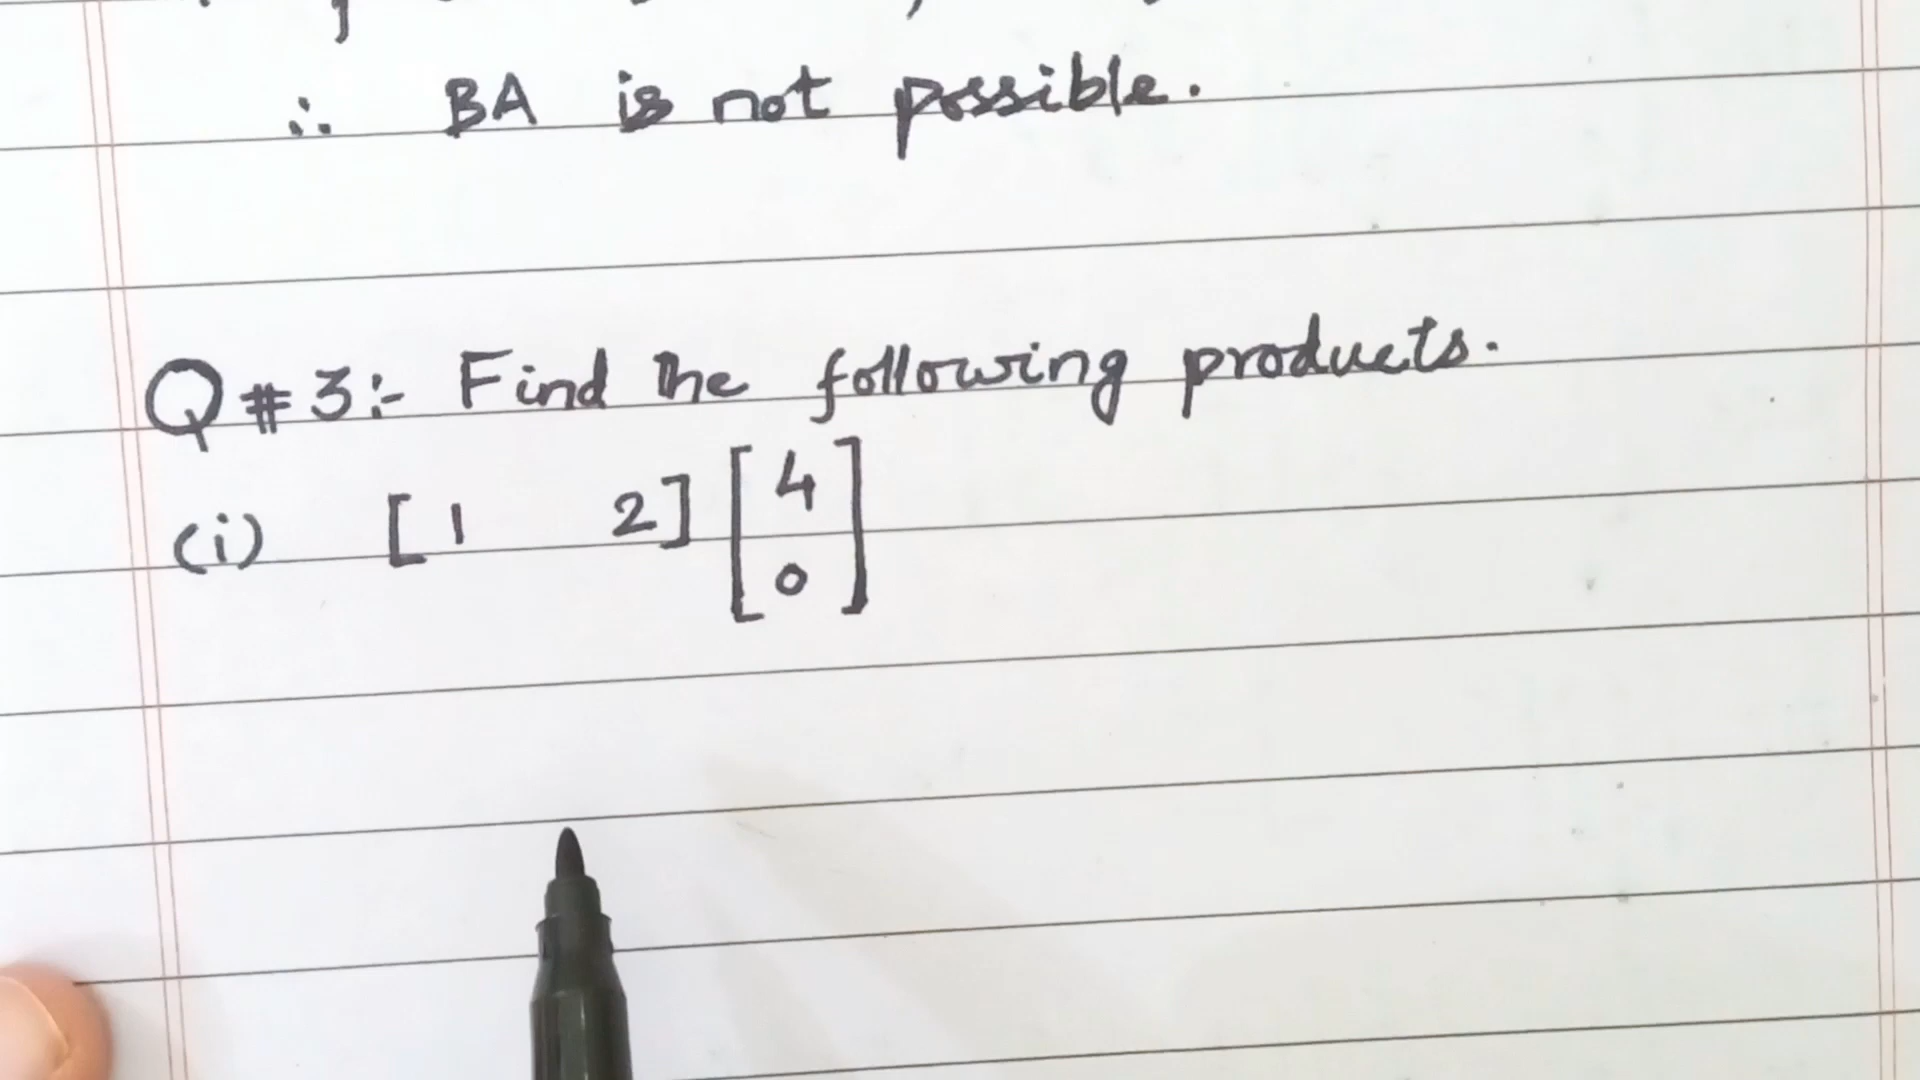 ∴ BA is not possible.
Q # 3:- Find the following products.
(i) [ 1 2 ] [ 4
0 ]